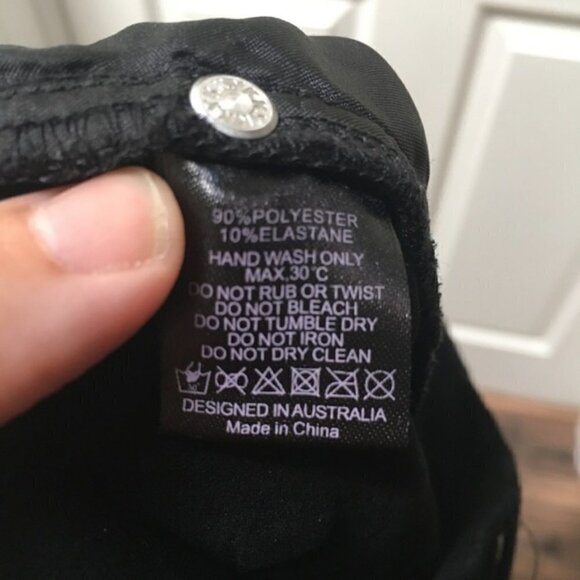 90%POLYESTER
10%ELASTANE
HAND WASH ONLY
MAX.30°C
DO NOT RUB OR TWIST
DO NOT BLEACH
DO NOT TUMBLE DRY
DO NOT IRON
DO NOT DRY CLEAN
DESIGNED IN AUSTRALIA
Made in China